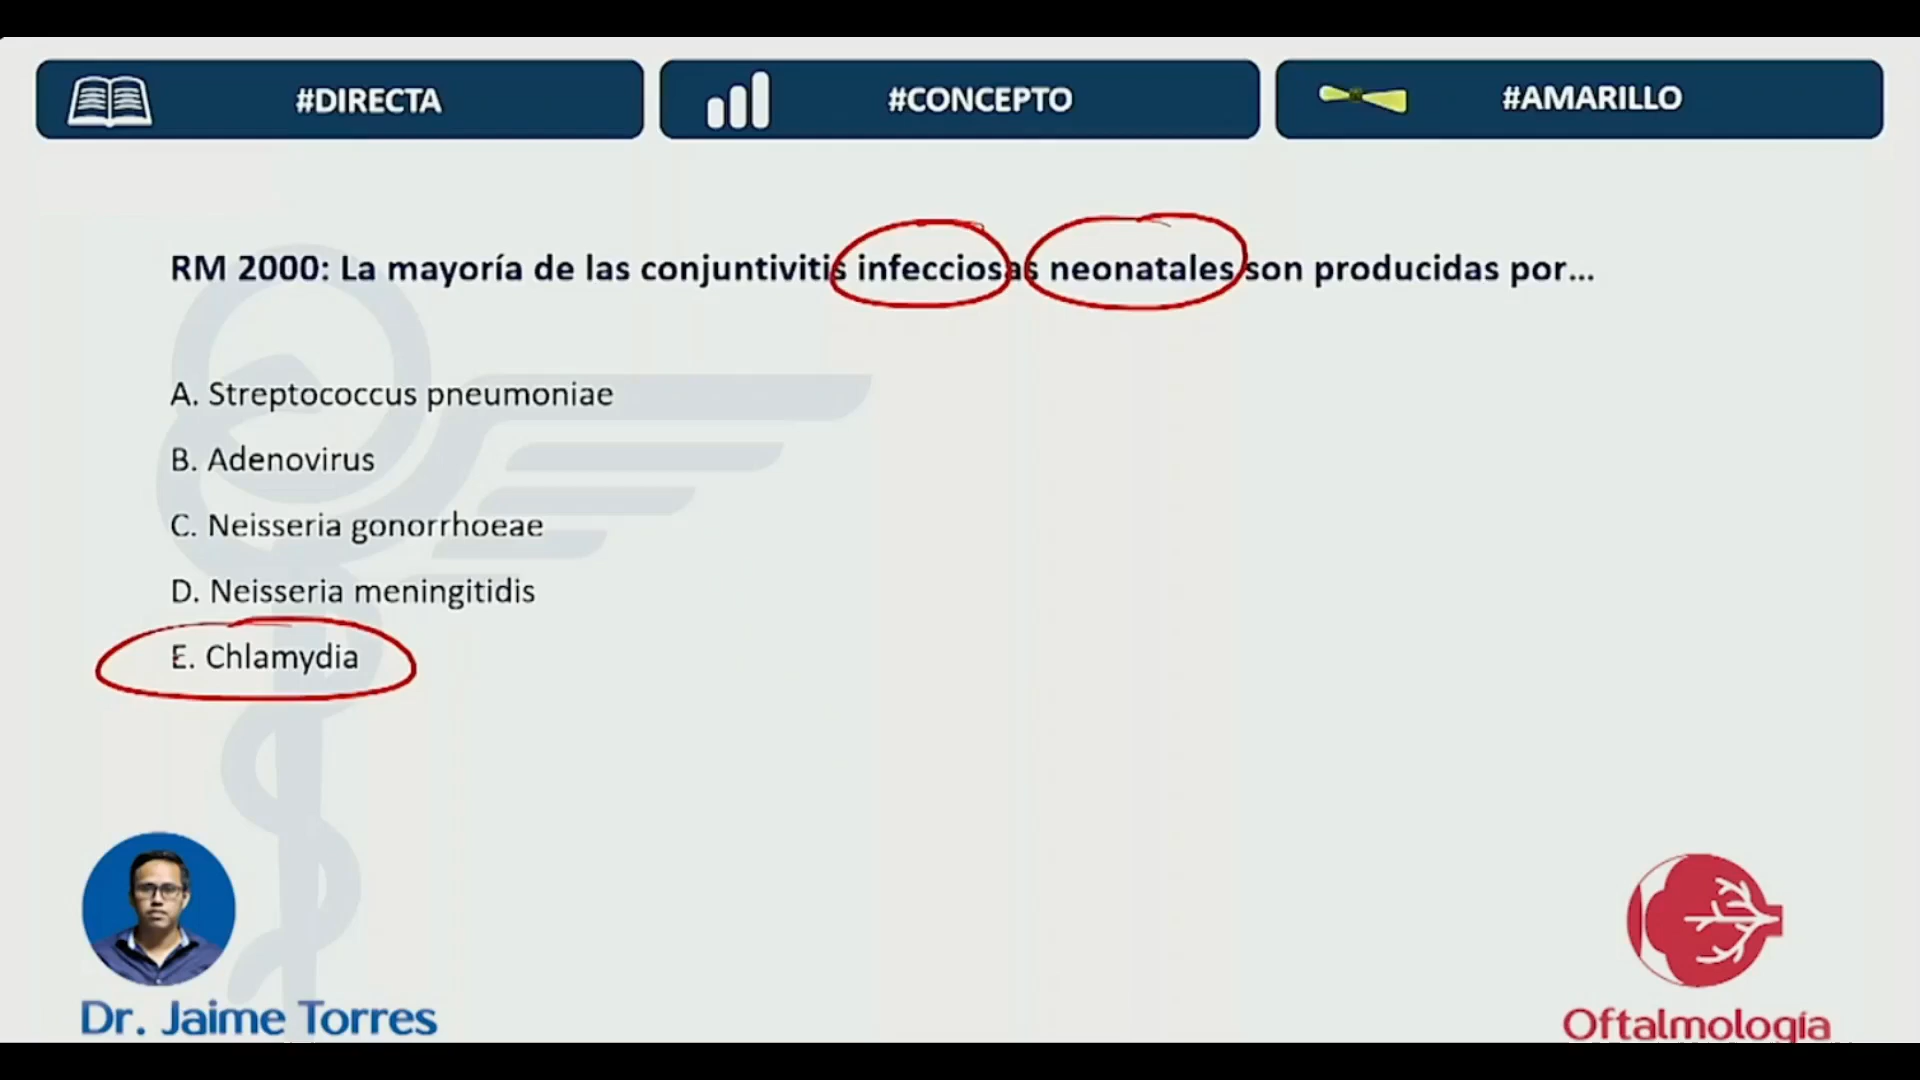 #DIRECTA
#CONCEPTO
#AMARILLO
RM 2000: La mayoría de las conjuntivitis infecciosas neonatales son producidas por...
A. Streptococcus pneumoniae
B. Adenovirus
C. Neisseria gonorrhoeae
D. Neisseria meningitidis
E. Chlamydia
Dr. Jaime Torres
Oftalmología